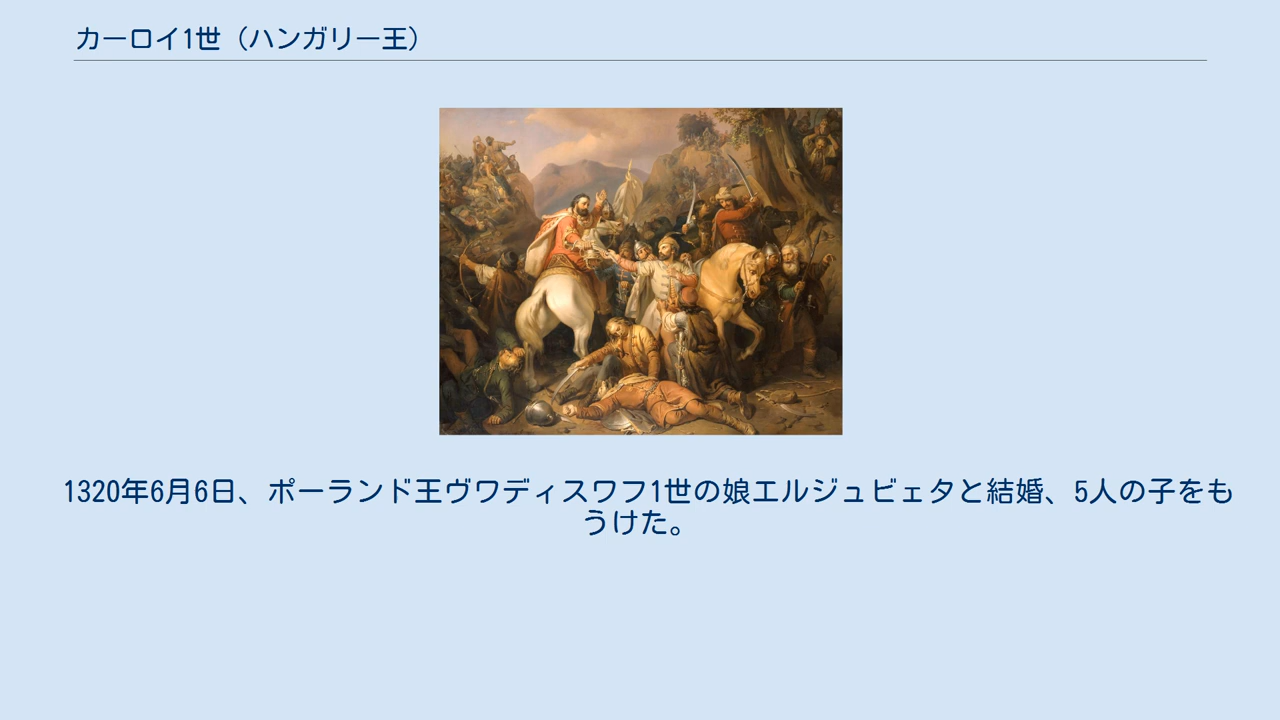 カーロイ1世（ハンガリー王）
1320年6月6日、ポーランド王ヴワディスワフ1世の娘エルジュビェタと結婚、5人の子をも
うけた。